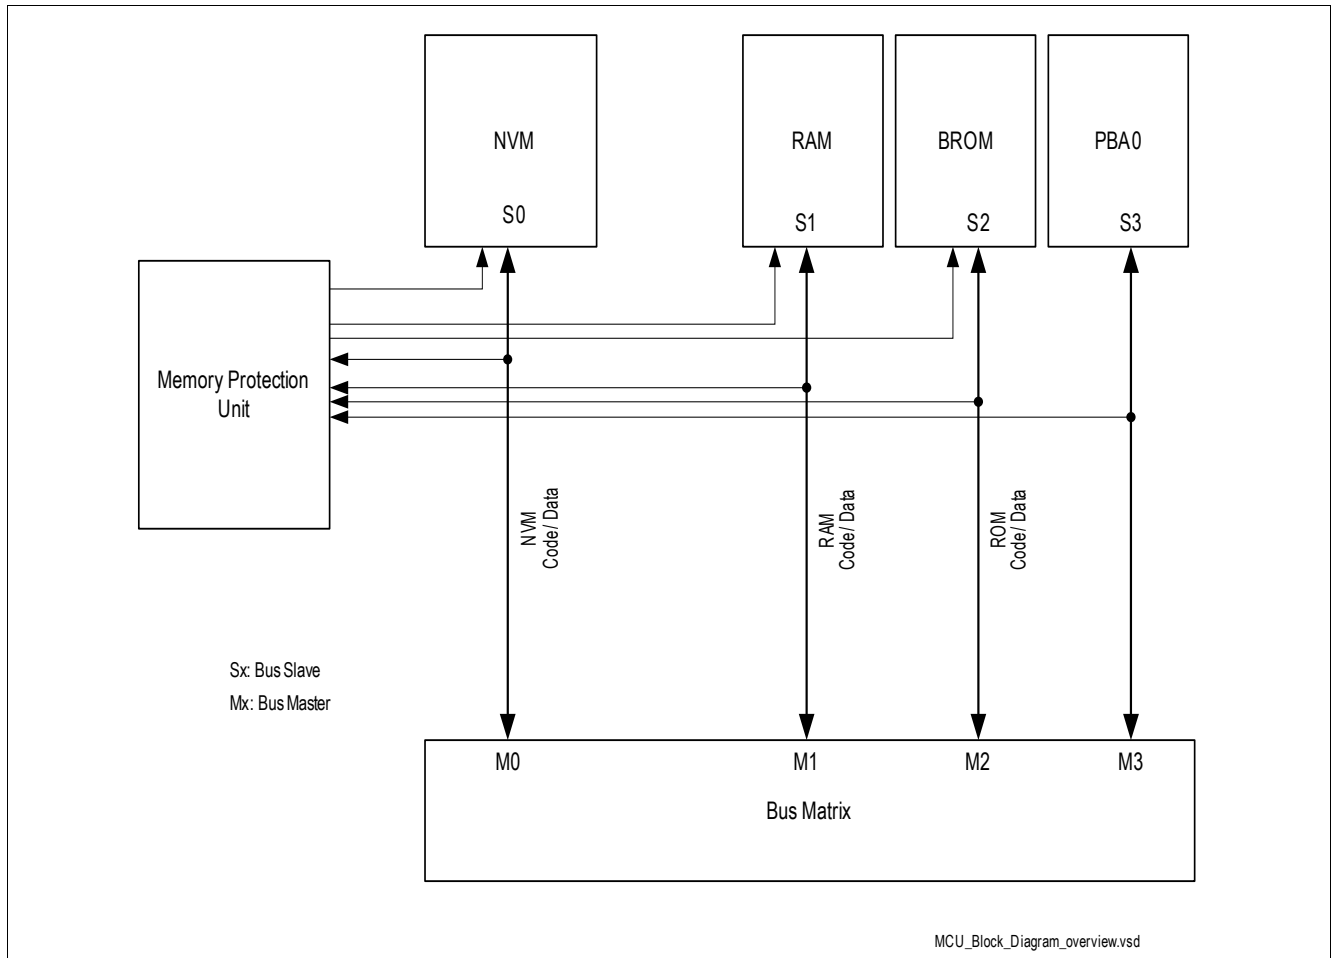 NVM
RAM
BROM
PBA0
S0
S1
S2
S3
Memory Protection
Unit
NVM
Code/ Data
RAM
Code/ Data
ROM
Code/ Data
Sx: Bus Slave
Mx: Bus Master
M0
M1
M2
M3
Bus Matrix
MCU_Block_Diagram_overview.vsd